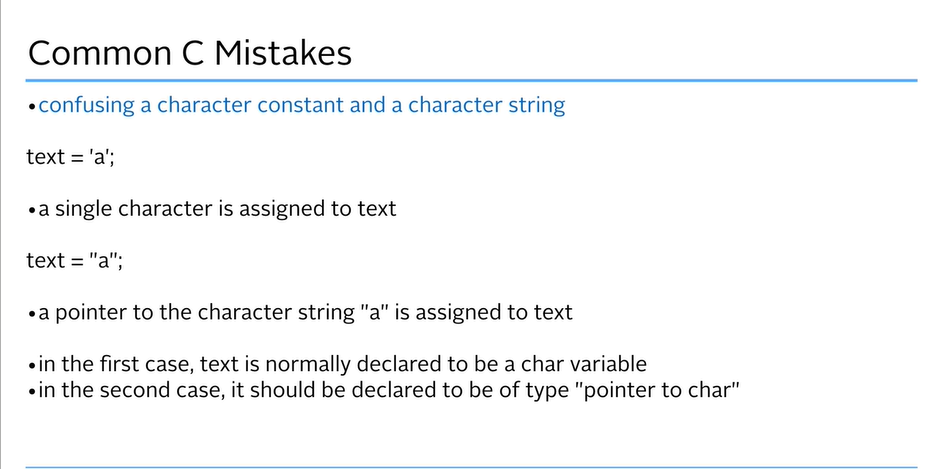 Common C Mistakes
•confusing a character constant and a character string
text = 'a';
•a single character is assigned to text
text = "a";
•a pointer to the character string "a" is assigned to text
•in the first case, text is normally declared to be a char variable
•in the second case, it should be declared to be of type "pointer to char"